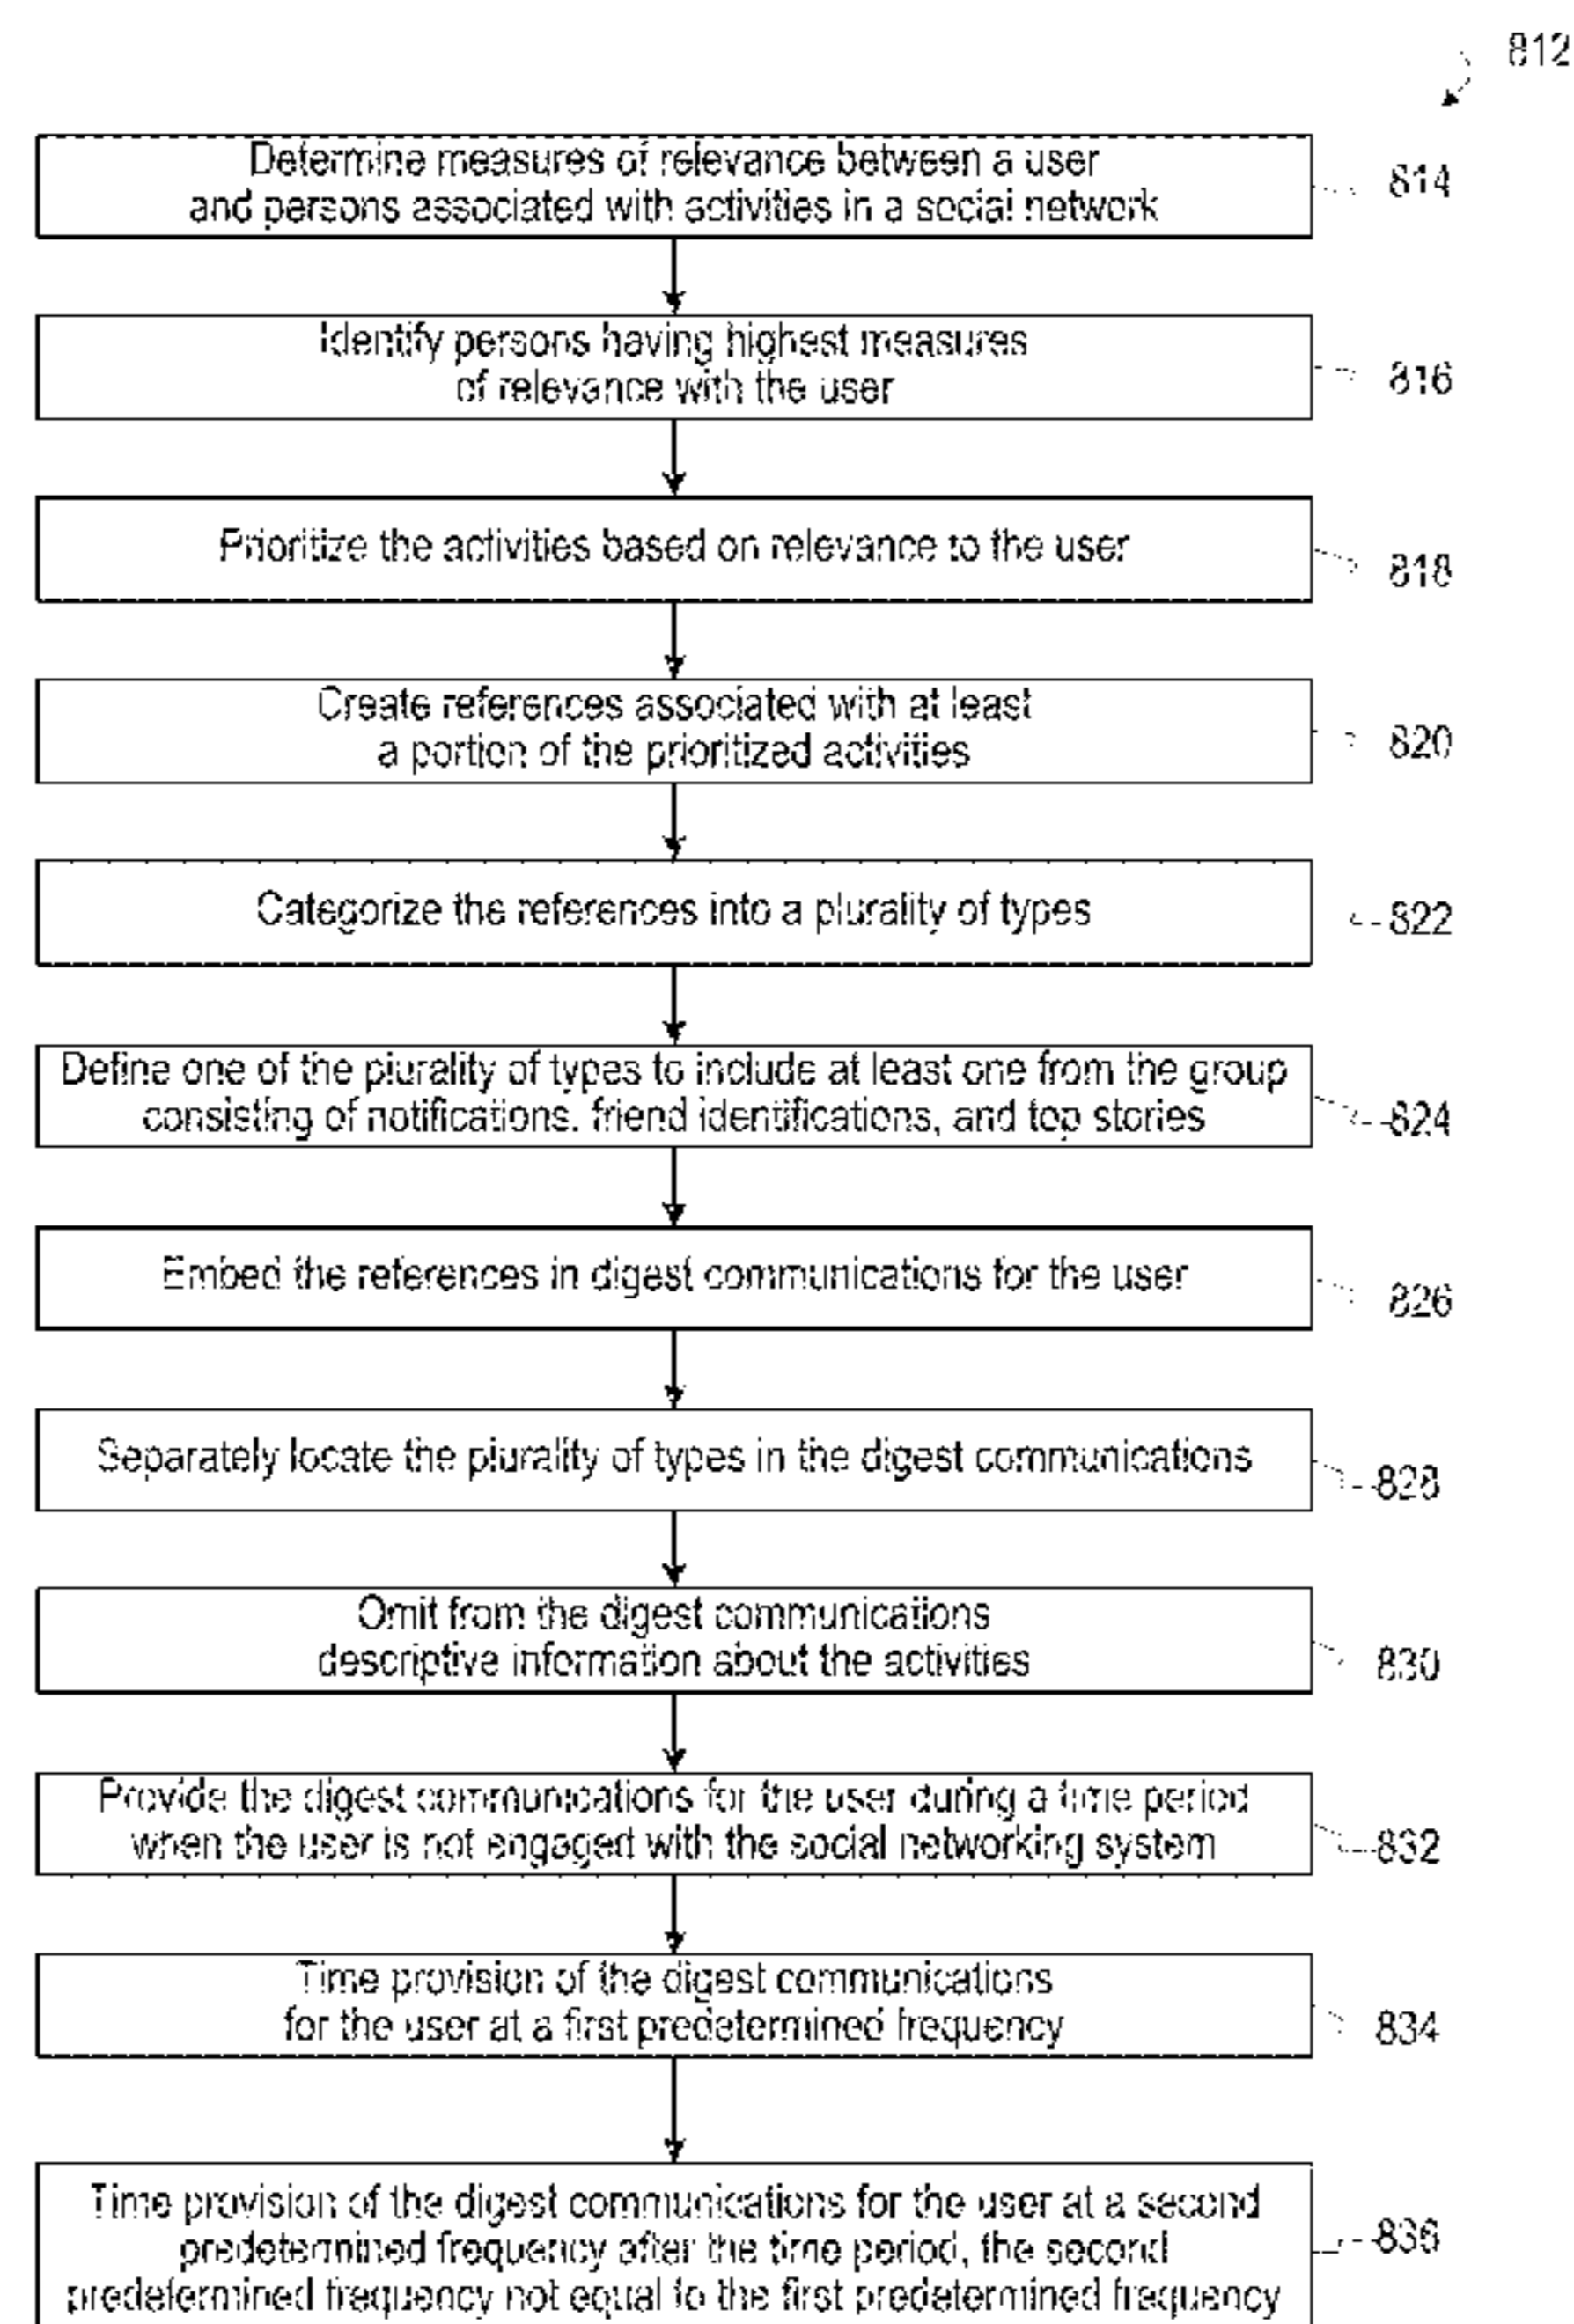 812
Determine measures of relevance between a user
and persons associated with activities in a social network
814
Identify persons having highest measures
of relevance with the user
816
Prioritize the activities based on relevance to the user
818
Create references associated with at least
a portion of the prioritized activities
820
Categorize the references into a plurality of types
822
Define one of the plurality of types to include at least one from the group
consisting of notifications, friend identifications, and top stories
824
Embed the references in digest communications for the user
826
Separately locate the plurality of types in the digest communications
828
Omit from the digest communications
descriptive information about the activities
830
Provide the digest communications for the user during a time period
when the user is not engaged with the social networking system
832
Time provision of the digest communications
for the user at a first predetermined frequency
834
Time provision of the digest communications for the user at a second
predetermined frequency after the time period, the second
predetermined frequency not equal to the first predetermined frequency
836